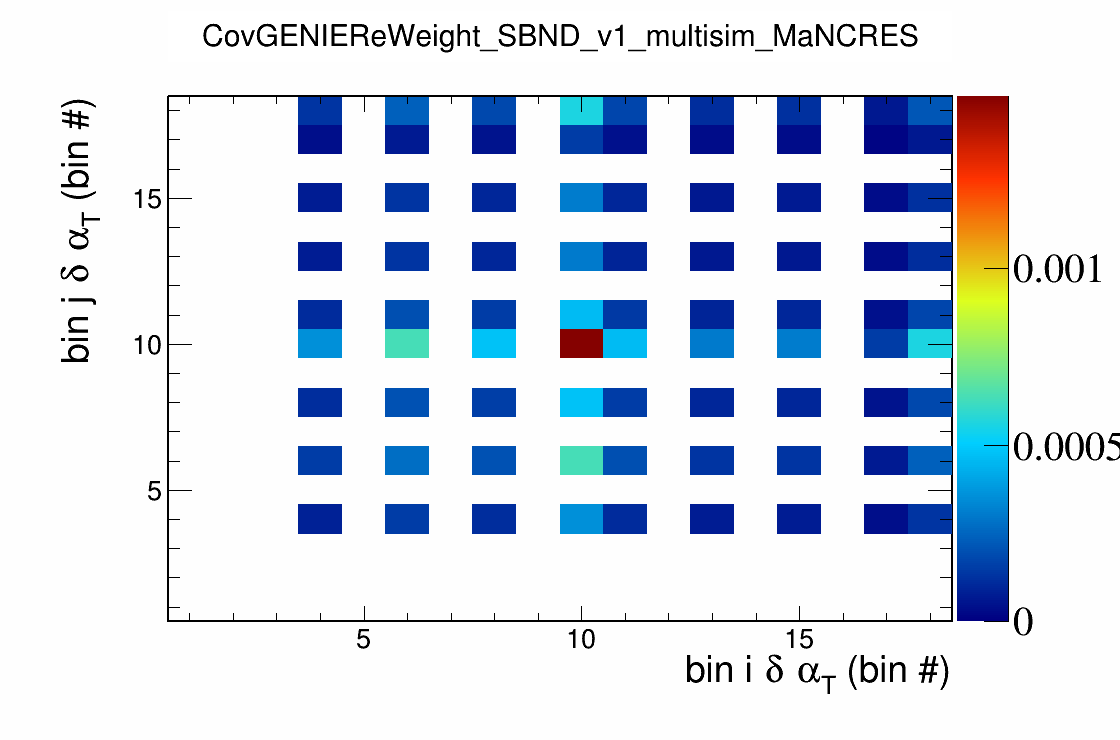 CovGENIEReWeight_SBND_v1_multisim_MaNCRES
bin j δ α_T (bin #)
15
10
5
5 10 15
bin i δ α_T (bin #)
0.001
0.0005
0